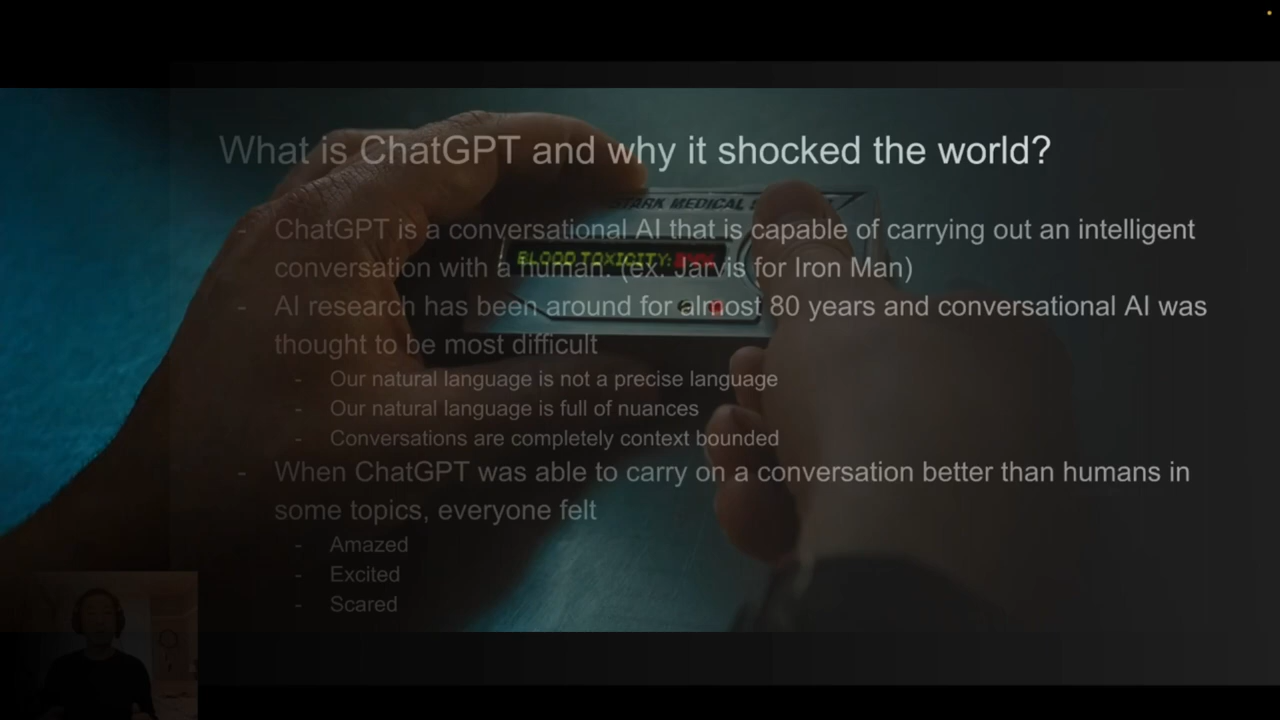 What is ChatGPT and why it shocked the world?
STARK MEDICAL
- ChatGPT is a conversational AI that is capable of carrying out an intelligent
BLOOD TOXICITY:
conversation with a human. (ex. Jarvis for Iron Man)
- AI research has been around for almost 80 years and conversational AI was
thought to be most difficult
- Our natural language is not a precise language
- Our natural language is full of nuances
- Conversations are completely context bounded
- When ChatGPT was able to carry on a conversation better than humans in
some topics, everyone felt
- Amazed
- Excited
- Scared